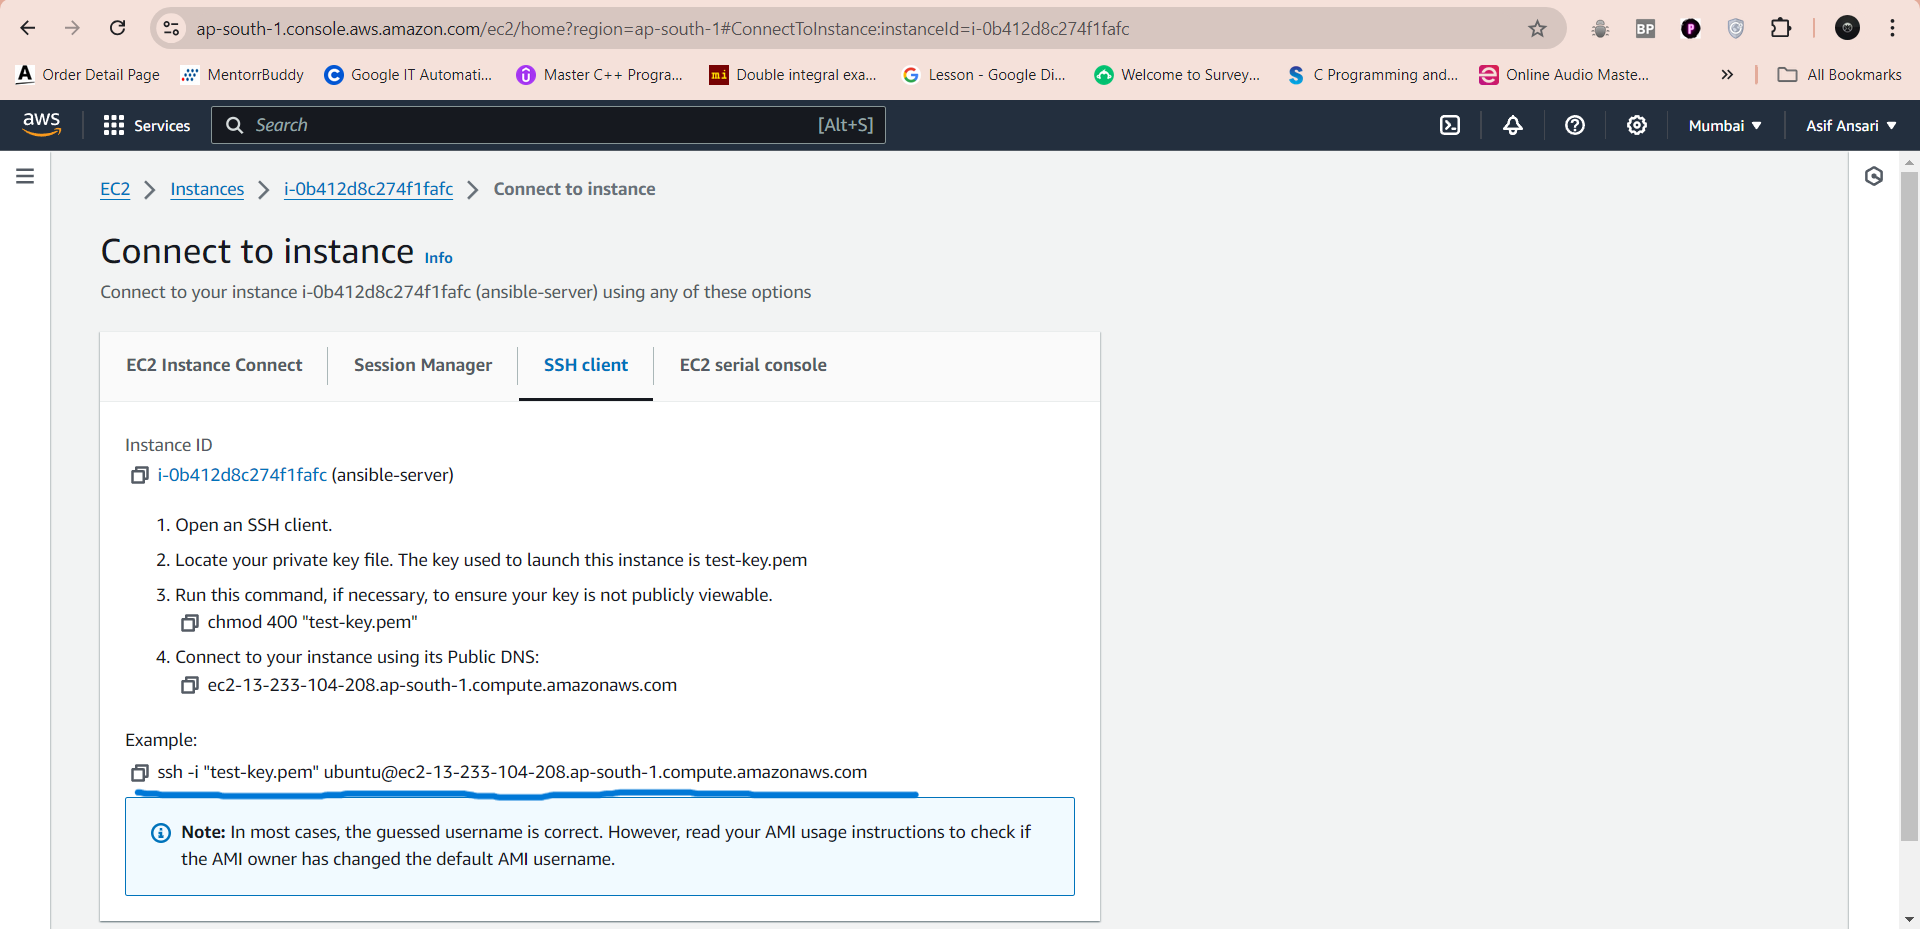 ap-south-1.console.aws.amazon.com/ec2/home?region=ap-south-1#ConnectToInstance:instanceId=i-0b412d8c274f1fafc
BP
P
A Order Detail Page
MentorrBuddy
Google IT Automati...
Master C++ Progra...
mi Double integral exa...
Lesson - Google Di...
Welcome to Survey...
C Programming and...
Online Audio Maste...
»
All Bookmarks
aws
Services
Search
[Alt+S]
Mumbai
Asif Ansari
EC2 > Instances > i-0b412d8c274f1fafc > Connect to instance
Connect to instance Info
Connect to your instance i-0b412d8c274f1fafc (ansible-server) using any of these options
EC2 Instance Connect
Session Manager
SSH client
EC2 serial console
Instance ID
i-0b412d8c274f1fafc (ansible-server)
1. Open an SSH client.
2. Locate your private key file. The key used to launch this instance is test-key.pem
3. Run this command, if necessary, to ensure your key is not publicly viewable.
chmod 400 "test-key.pem"
4. Connect to your instance using its Public DNS:
ec2-13-233-104-208.ap-south-1.compute.amazonaws.com
Example:
ssh -i "test-key.pem" ubuntu@ec2-13-233-104-208.ap-south-1.compute.amazonaws.com
Note: In most cases, the guessed username is correct. However, read your AMI usage instructions to check if
the AMI owner has changed the default AMI username.